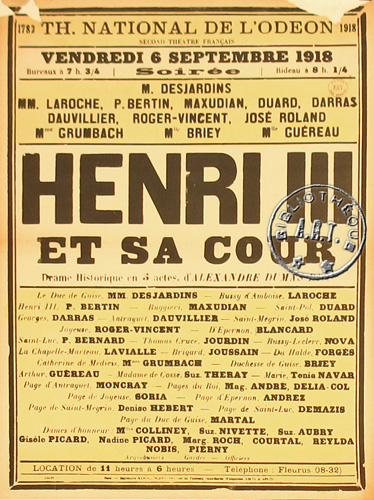 1783 TH. NATIONAL DE L'ODEON 1918
SECOND THEATRE FRANÇAIS
VENDREDI 6 SEPTEMBRE 1918
Bureaux à 7 h. 3/4 Soirée Rideau à 8 h. 1/4
M. DESJARDINS
MM. LAROCHE, P. BERTIN, MAXUDIAN, DUARD, DARRAS
DAUVILLIER, ROGER-VINCENT, JOSÉ ROLAND
Mme GRUMBACH Mlle BRIEY Mlle GUÉREAU
HENRI III
ET SA COUR
BIBLIOTHÈQUE
A.R.T.
Drame Historique en 5 actes, d'ALEXANDRE DUMAS
Le Duc de Guise, MM. DESJARDINS – Bussy d'Amboise, LAROCHE
Henri III, P. BERTIN – Ruggieri, MAXUDIAN – Saint-Pol, DUARD
Georges, DARRAS – Antraguet, DAUVILLIER – Saint-Mégrin, José ROLAND
Joyeuse, ROGER-VINCENT – D'Epernon, BLANCARD
Saint-Luc, P. BERNARD – Thomas Cruce, JOURDIN – Bussy-Leclerc, NOVA
La Chapelle-Marteau, LAVIALLE – Brigard, JOUSSAIN – Du Halde, FORGÈS
Catherine de Médicis, Mme GRUMBACH – Duchesse de Guise, BRIEY
Arthur, GUÉREAU – Madame de Cossé, Suz THERAY – Marie, Tonia NAVAR
Page d'Antraguet, MONCRAY – Pages du Roi, Mag. ANDRÉ, DELIA-COL
Page de Joyeuse, SORIA – Page d'Epernon, ANDREZ
Page de Saint-Mégrin, Denise HEBERT – Page de Saint-Luc, DEMAZIS
Page du Duc de Guise, MARTAL
Dames d'honneur Mmes COLLINEY, Suz. NIVETTE, Suz. AUBRY
Gisèle PICARD, Nadine PICARD, Marg. ROCH, COURTAL, REYLDA
NOBIS, PIERNY
Arquebusiers – Gardes – Officiers
LOCATION de 11 heures à 6 heures – Téléphone : Fleurus 08-32)